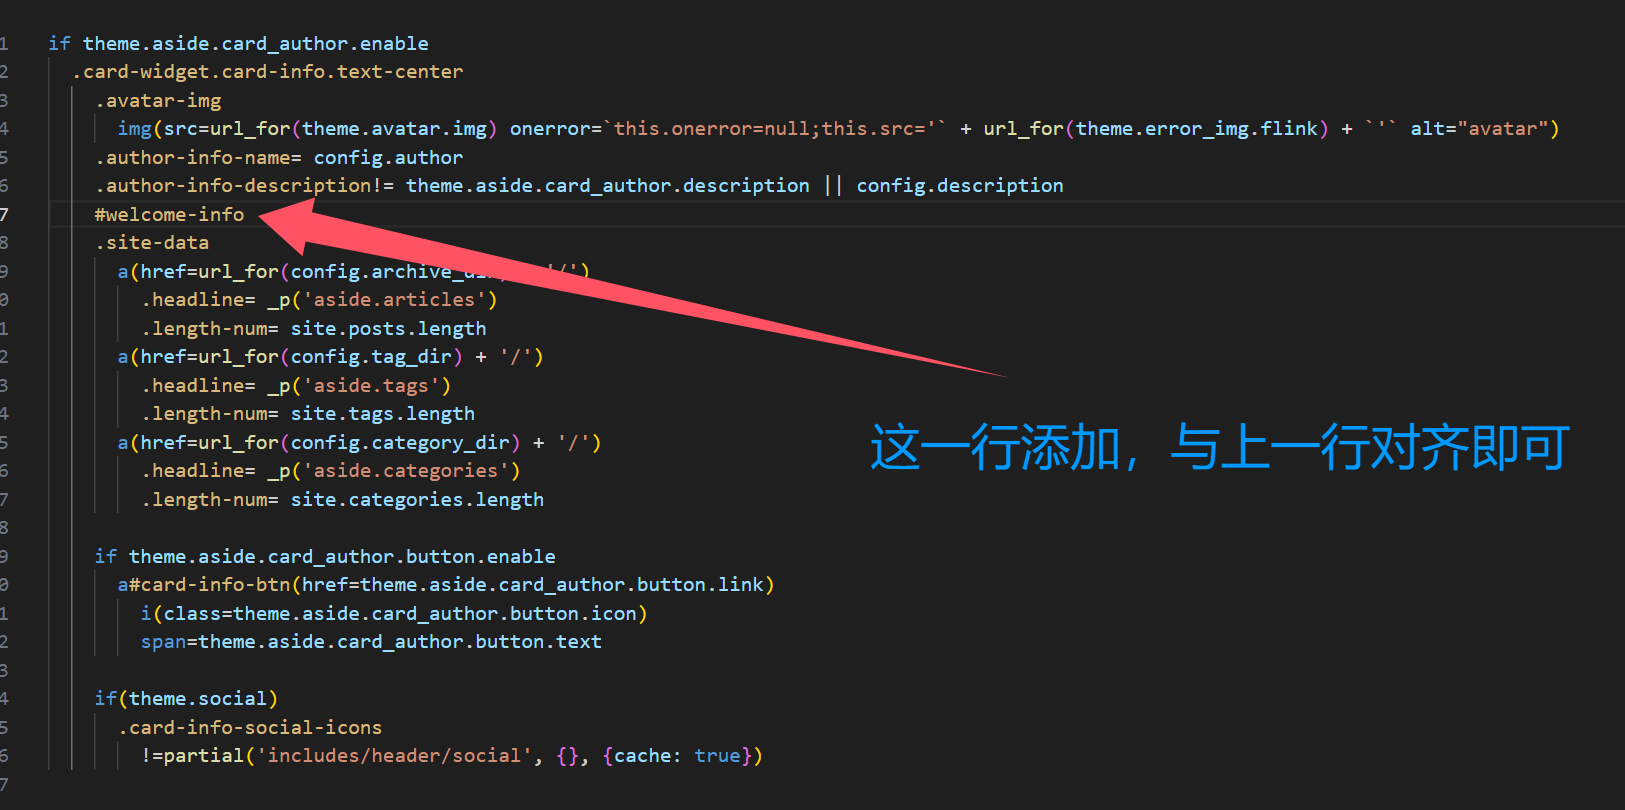 1 if theme.aside.card_author.enable
2 .card-widget.card-info.text-center
3 .avatar-img
4 img(src=url_for(theme.avatar.img) onerror=`this.onerror=null;this.src='` + url_for(theme.error_img.flink) + `'` alt="avatar")
5 .author-info-name= config.author
6 .author-info-description!= theme.aside.card_author.description || config.description
7 #welcome-info
8 .site-data
9 a(href=url_for(config.archive_ '/')
0 .headline= _p('aside.articles')
1 .length-num= site.posts.length
2 a(href=url_for(config.tag_dir) + '/')
3 .headline= _p('aside.tags')
4 .length-num= site.tags.length
5 a(href=url_for(config.category_dir) + '/')
6 .headline= _p('aside.categories')
7 .length-num= site.categories.length
8
9 if theme.aside.card_author.button.enable
0 a#card-info-btn(href=theme.aside.card_author.button.link)
1 i(class=theme.aside.card_author.button.icon)
2 span=theme.aside.card_author.button.text
3
4 if(theme.social)
5 .card-info-social-icons
6 !=partial('includes/header/social', {}, {cache: true})
7
这一行添加，与上一行对齐即可